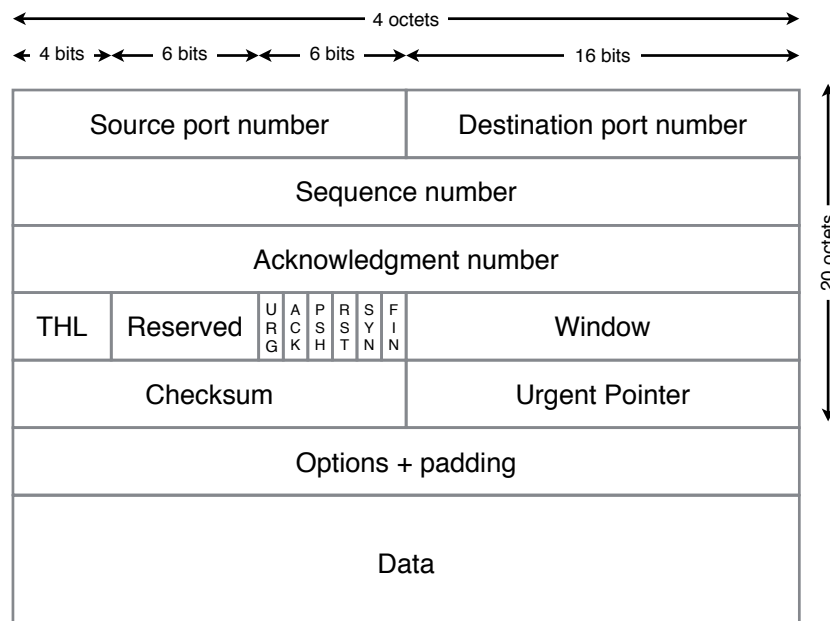 4 octets
4 bits 6 bits 6 bits 16 bits
Source port number Destination port number
Sequence number
Acknowledgment number
20 octets
THL Reserved URG ACK PSH RST SYN FIN Window
Checksum Urgent Pointer
Options + padding
Data